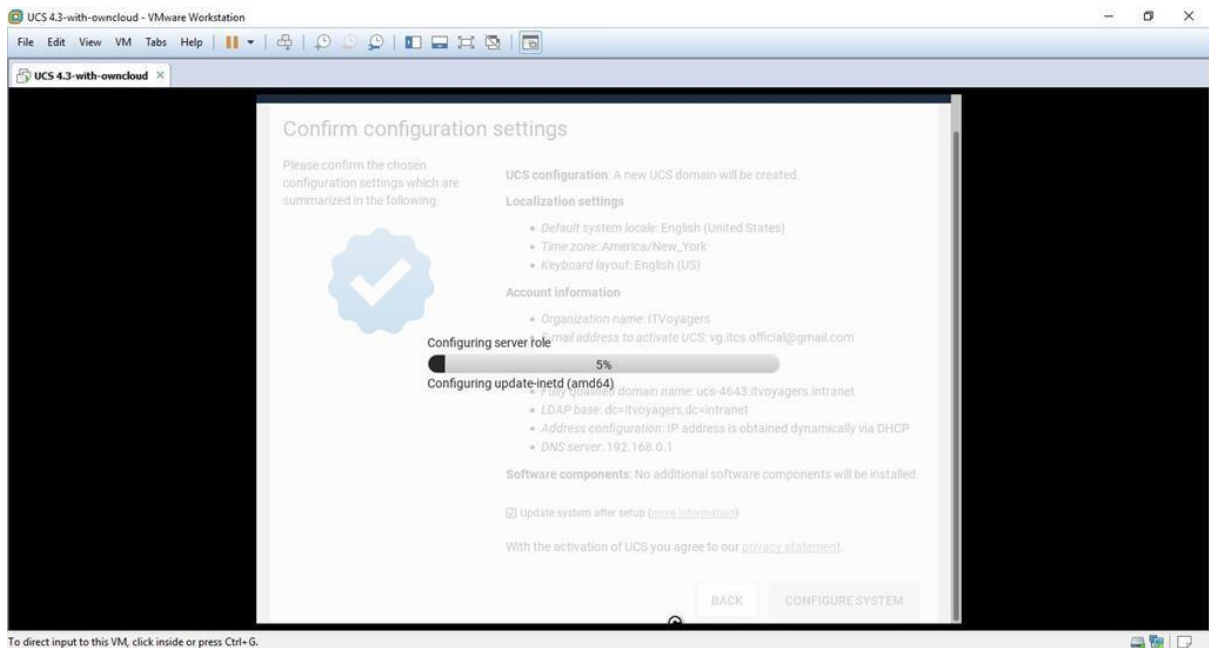 UCS 4.3-with-owncloud - VMware Workstation
File Edit View VM Tabs Help
UCS 4.3-with-owncloud
Confirm configuration settings
Please confirm the chosen
configuration settings which are
summarized in the following.
UCS configuration: A new UCS domain will be created.
Localization settings
Default system locale: English (United States)
Time zone: America/New_York
Keyboard layout: English (US)
Account information
Organization name: ITVoyagers
E-mail address to activate UCS: vg.itcs.official@gmail.com
Configuring server role
5%
Configuring update-inetd (amd64)
Fully qualified domain name: ucs-4643.itvoyagers.intranet
LDAP base: dc=itvoyagers,dc=intranet
Address configuration: IP address is obtained dynamically via DHCP
DNS server: 192.168.0.1
Software components: No additional software components will be installed.
Update system after setup (more information)
With the activation of UCS you agree to our privacy statement.
BACK CONFIGURE SYSTEM
To direct input to this VM, click inside or press Ctrl+G.